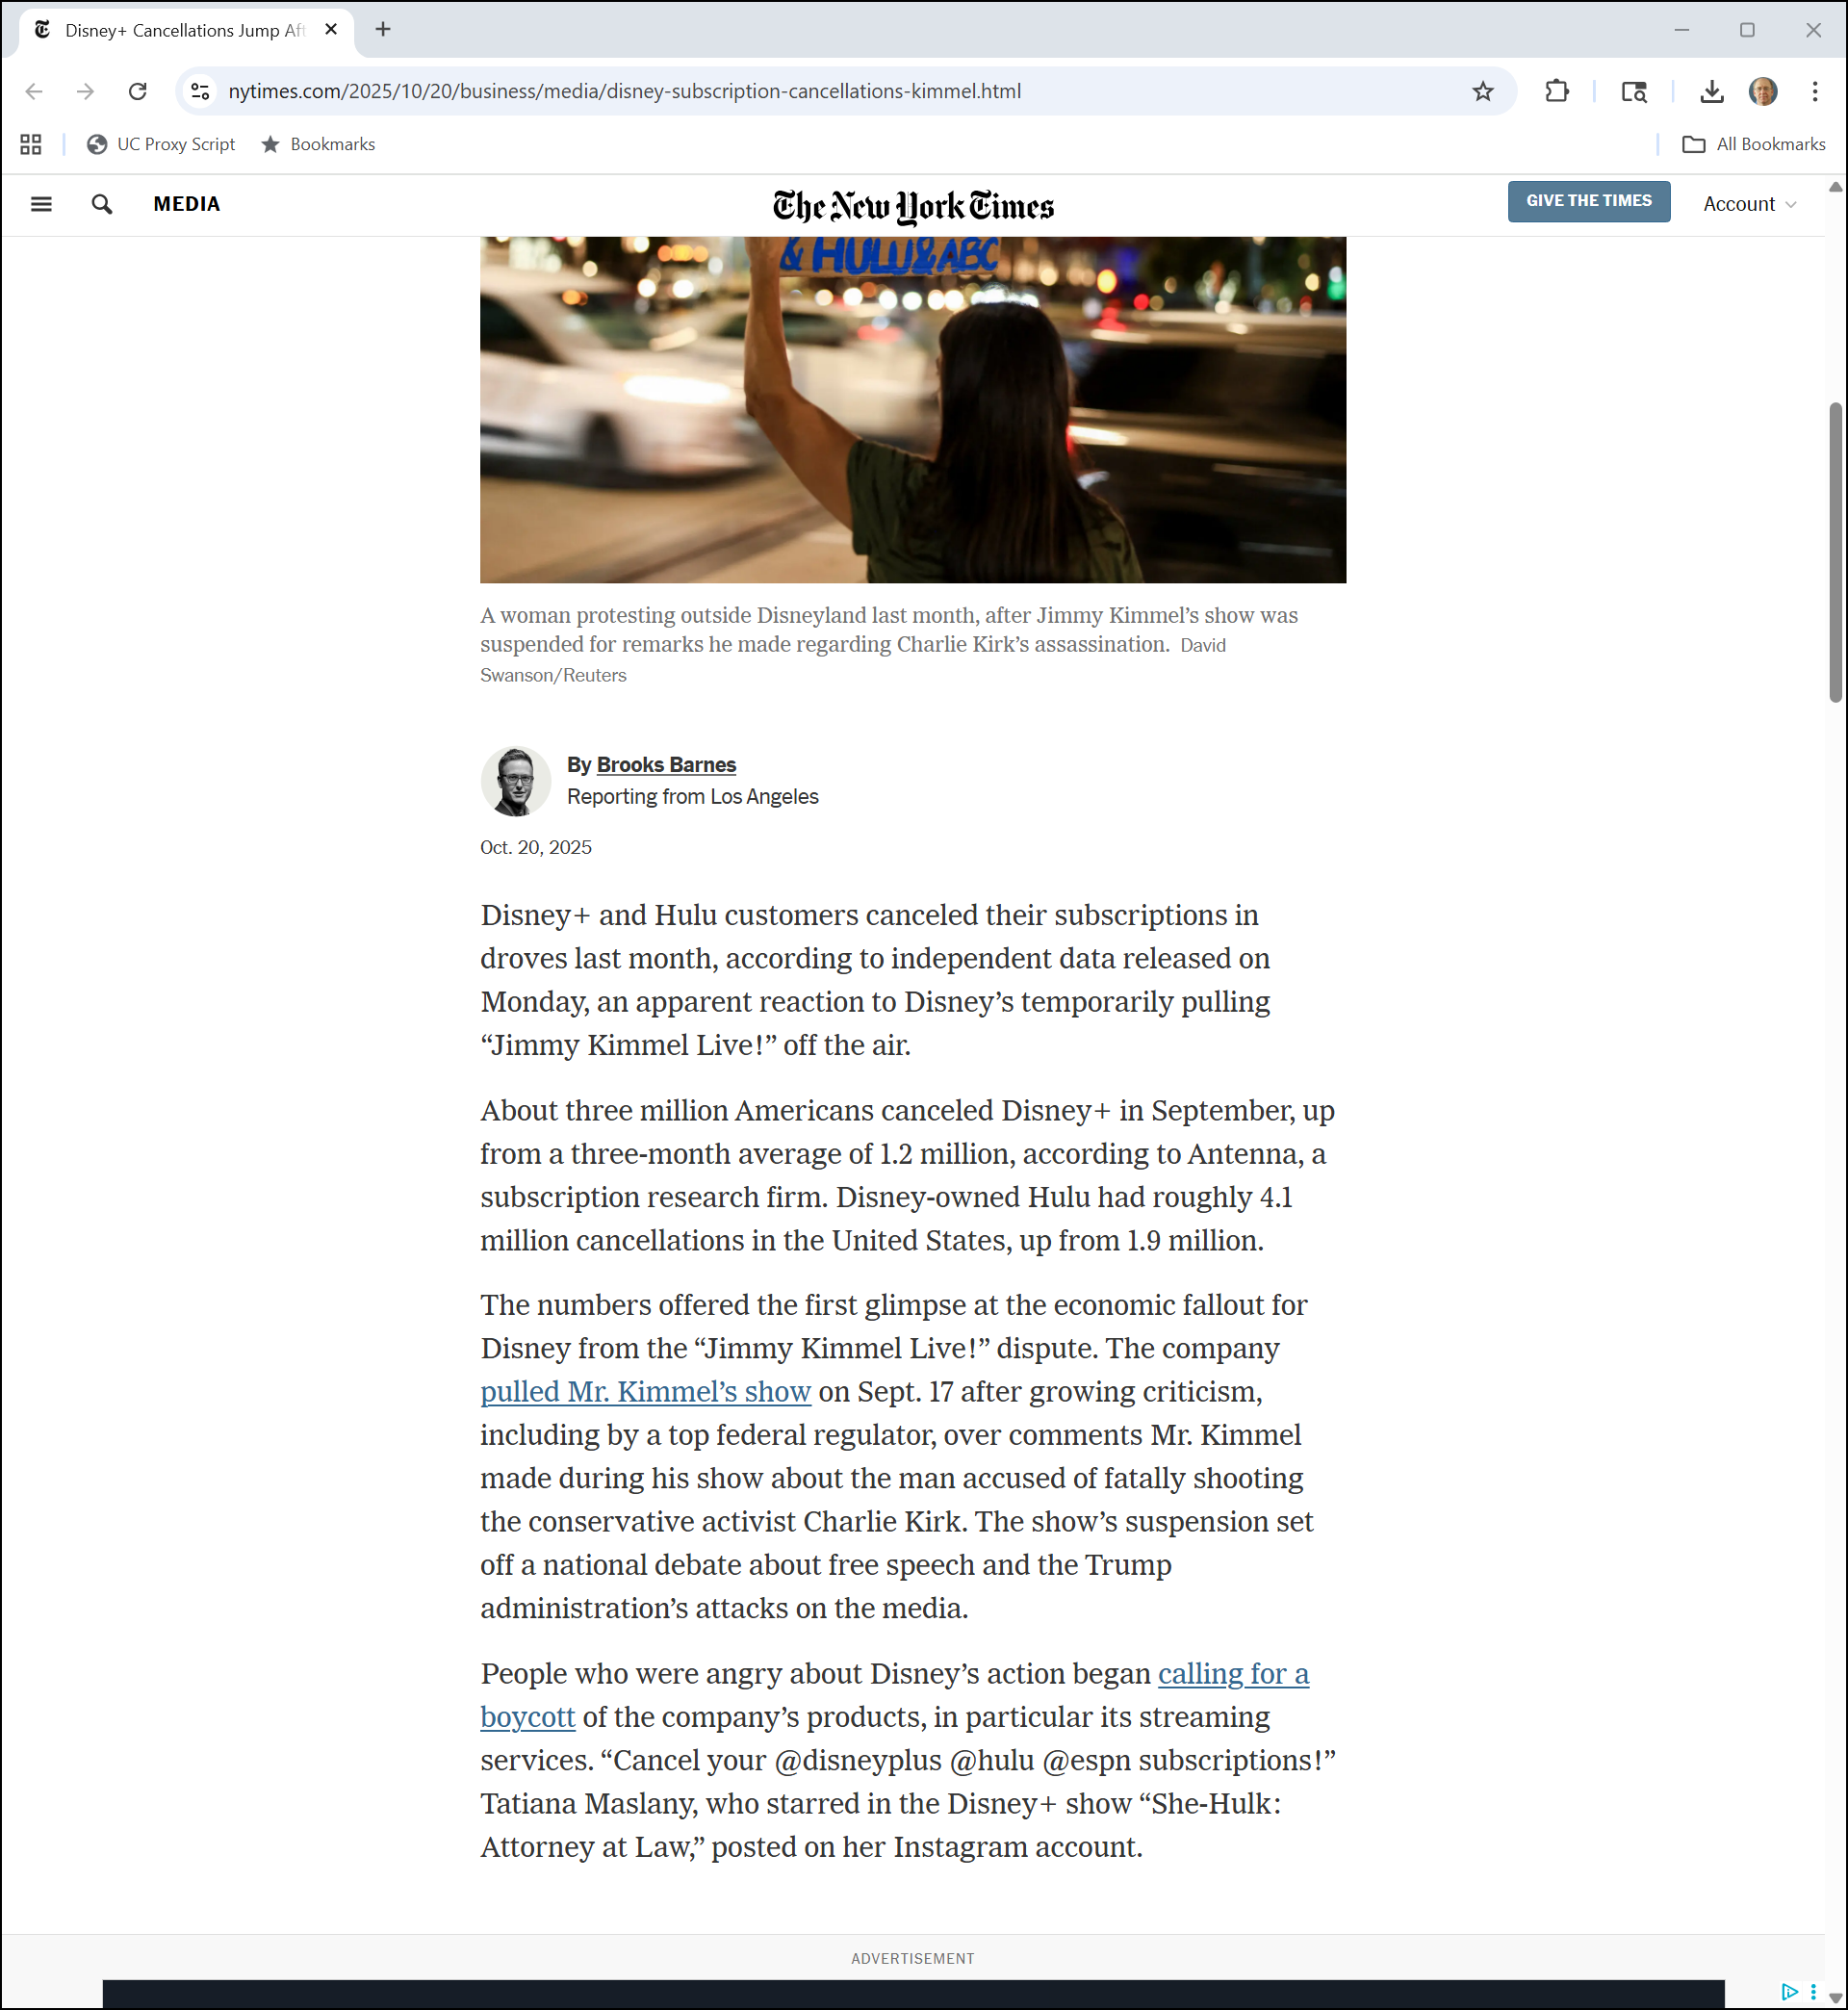 Disney+ Cancellations Jump Aft
nytimes.com/2025/10/20/business/media/disney-subscription-cancellations-kimmel.html
UC Proxy Script
Bookmarks
All Bookmarks
MEDIA
The New York Times
GIVE THE TIMES
Account
& HULU & ABC
A woman protesting outside Disneyland last month, after Jimmy Kimmel’s show was
suspended for remarks he made regarding Charlie Kirk’s assassination. David
Swanson/Reuters
By Brooks Barnes
Reporting from Los Angeles
Oct. 20, 2025
Disney+ and Hulu customers canceled their subscriptions in
droves last month, according to independent data released on
Monday, an apparent reaction to Disney’s temporarily pulling
“Jimmy Kimmel Live!” off the air.
About three million Americans canceled Disney+ in September, up
from a three-month average of 1.2 million, according to Antenna, a
subscription research firm. Disney-owned Hulu had roughly 4.1
million cancellations in the United States, up from 1.9 million.
The numbers offered the first glimpse at the economic fallout for
Disney from the “Jimmy Kimmel Live!” dispute. The company
pulled Mr. Kimmel’s show on Sept. 17 after growing criticism,
including by a top federal regulator, over comments Mr. Kimmel
made during his show about the man accused of fatally shooting
the conservative activist Charlie Kirk. The show’s suspension set
off a national debate about free speech and the Trump
administration’s attacks on the media.
People who were angry about Disney’s action began calling for a
boycott of the company’s products, in particular its streaming
services. “Cancel your @disneyplus @hulu @espn subscriptions!”
Tatiana Maslany, who starred in the Disney+ show “She-Hulk:
Attorney at Law,” posted on her Instagram account.
ADVERTISEMENT